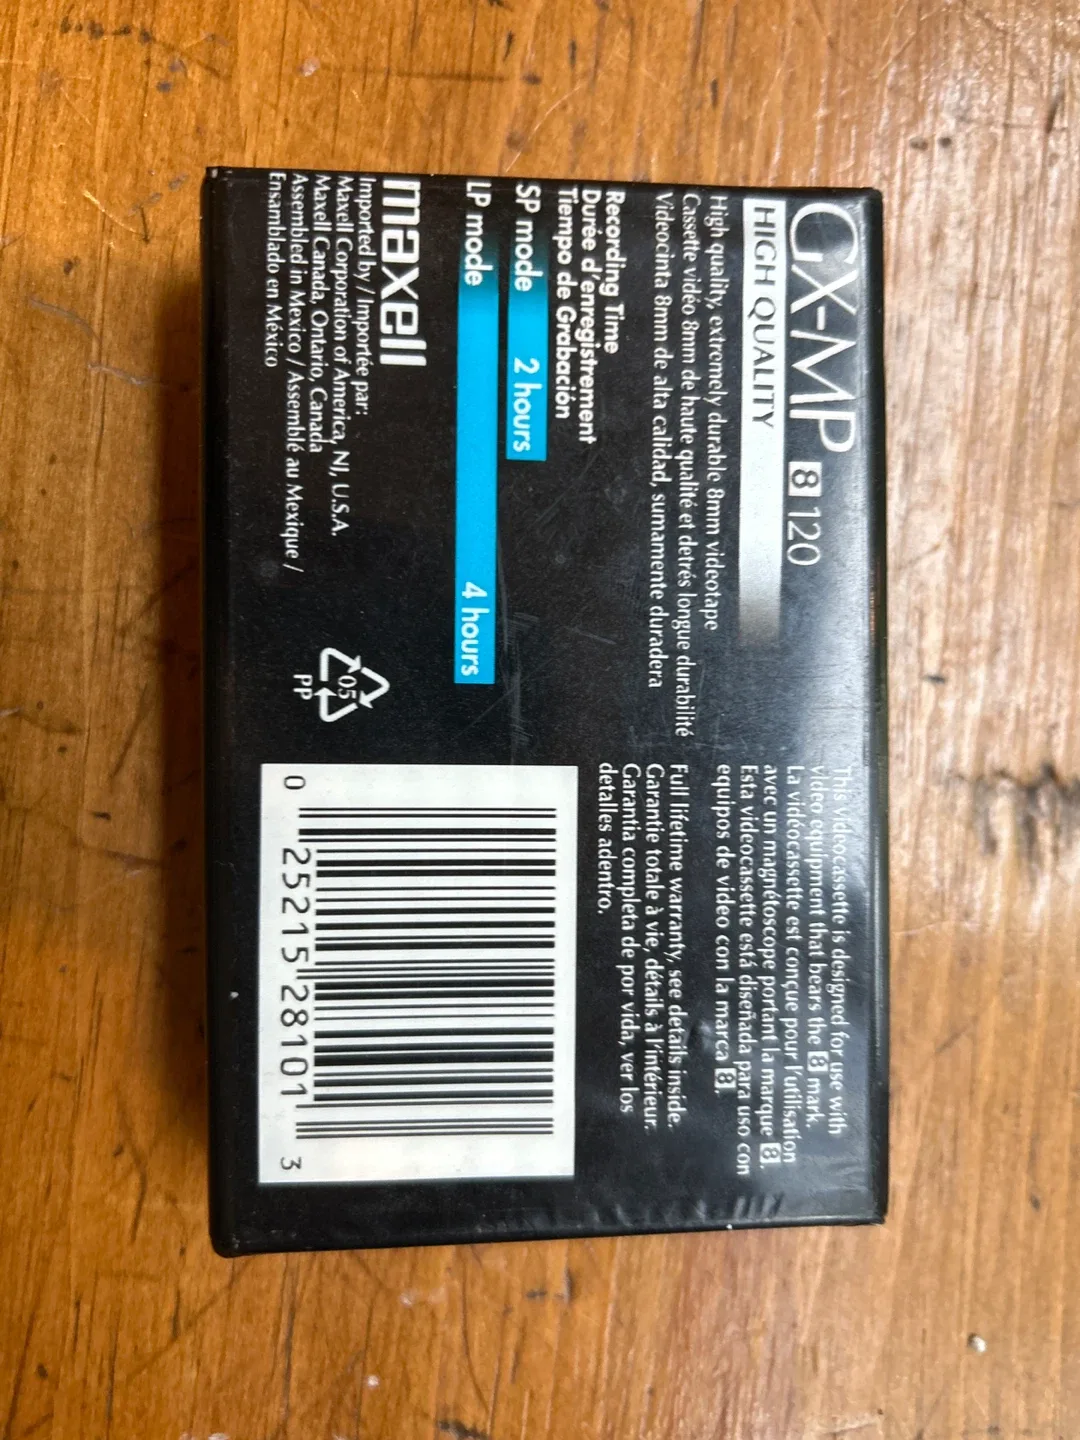 GX-MP 8 120
HIGH QUALITY
High quality, extremely durable 8mm videotape
Cassette vidéo 8mm de haute qualité et detrés longue durabilité
Videocinta 8mm de alta calidad, sumamente duradera
Recording Time
Durée d'enregistrement
Tiempo de Grabación
SP mode 2 hours
LP mode 4 hours
maxell
Imported by / Importée par:
Maxell Corporation of America, NJ, U.S.A.
Maxell Canada, Ontario, Canada
Assembled in Mexico / Assemblé au Mexique /
Ensamblado en México
05
PP
This videocassette is designed for use with
video equipment that bears the 8 mark.
La vidéocassette est conçue pour l'utilisation
avec un magnétoscope portant la marque 8.
Esta videocassette está diseñada para uso con
equipos de video con la marca 8.
Full lifetime warranty, see details inside.
Garantie totale à vie, détails à l'intérieur.
Garantia completa de por vida, ver los
detalles adentro.
0 25215 28101 3